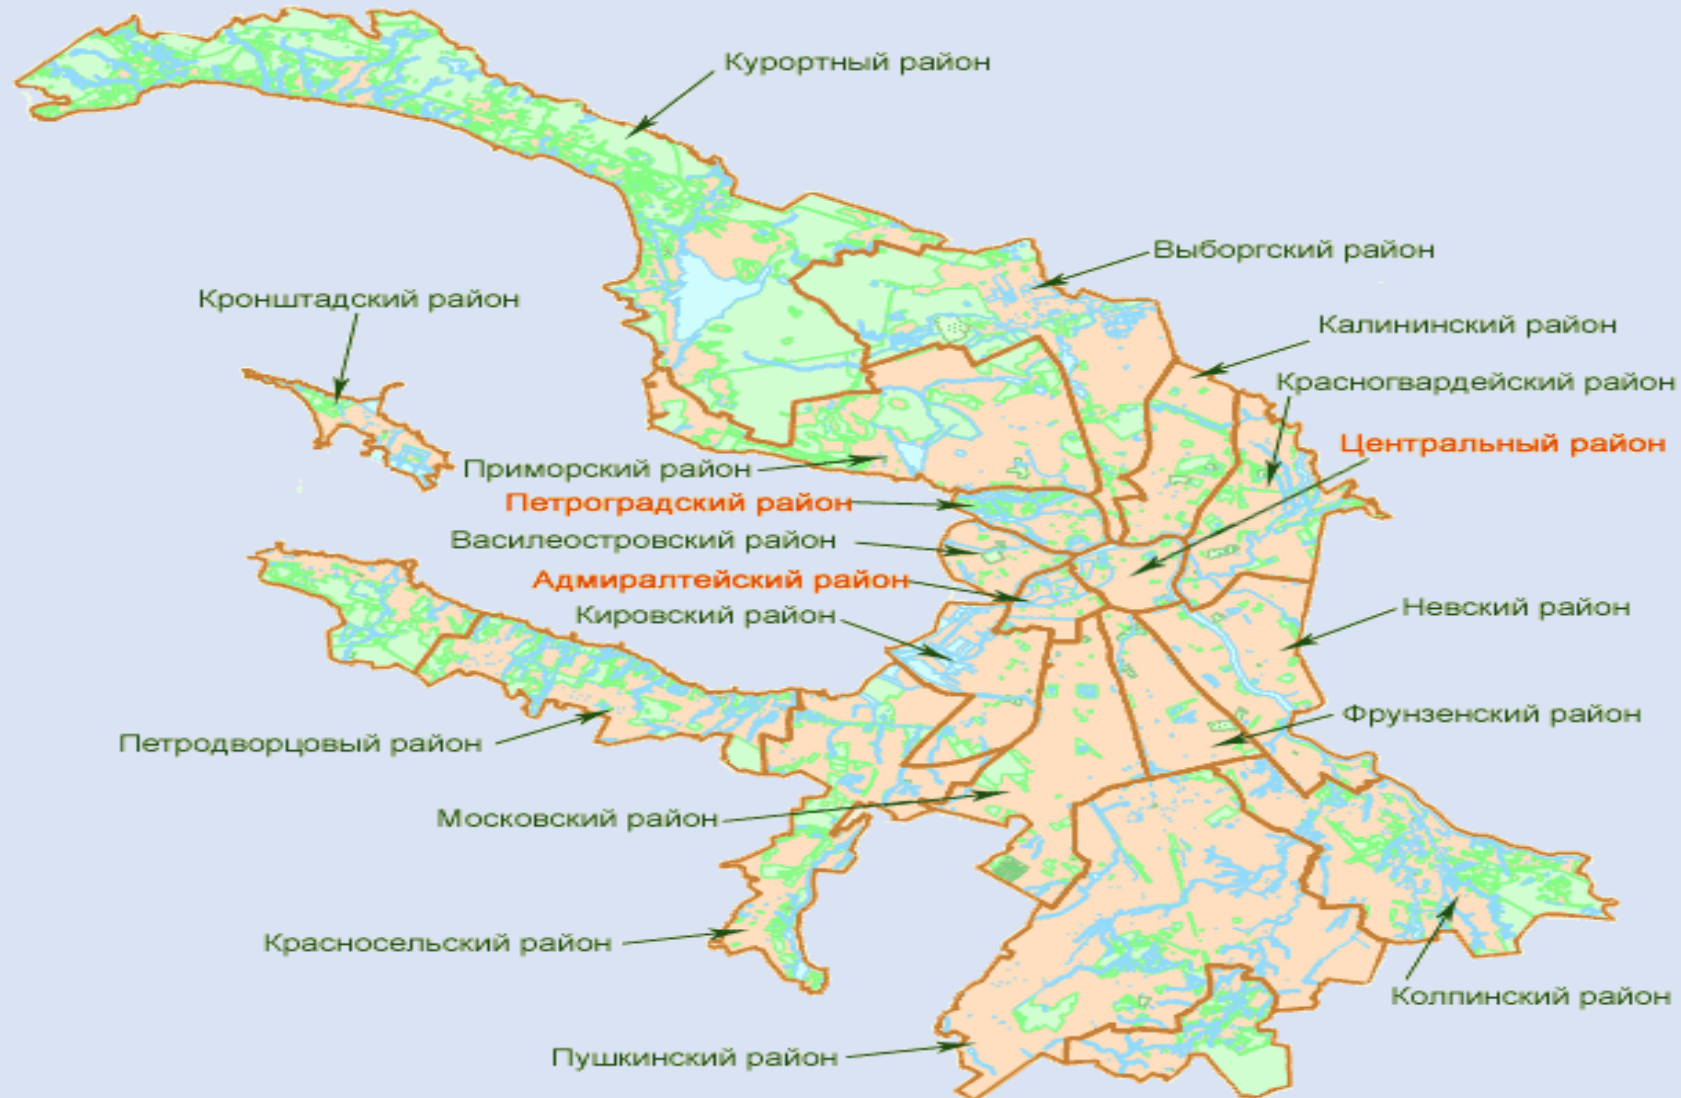 Курортный район
Выборгский район
Кронштадский район
Калининский район
Красногвардейский район
Центральный район
Приморский район
Петроградский район
Василеостровский район
Адмиралтейский район
Кировский район
Невский район
Фрунзенский район
Петродворцовый район
Московский район
Красносельский район
Колпинский район
Пушкинский район